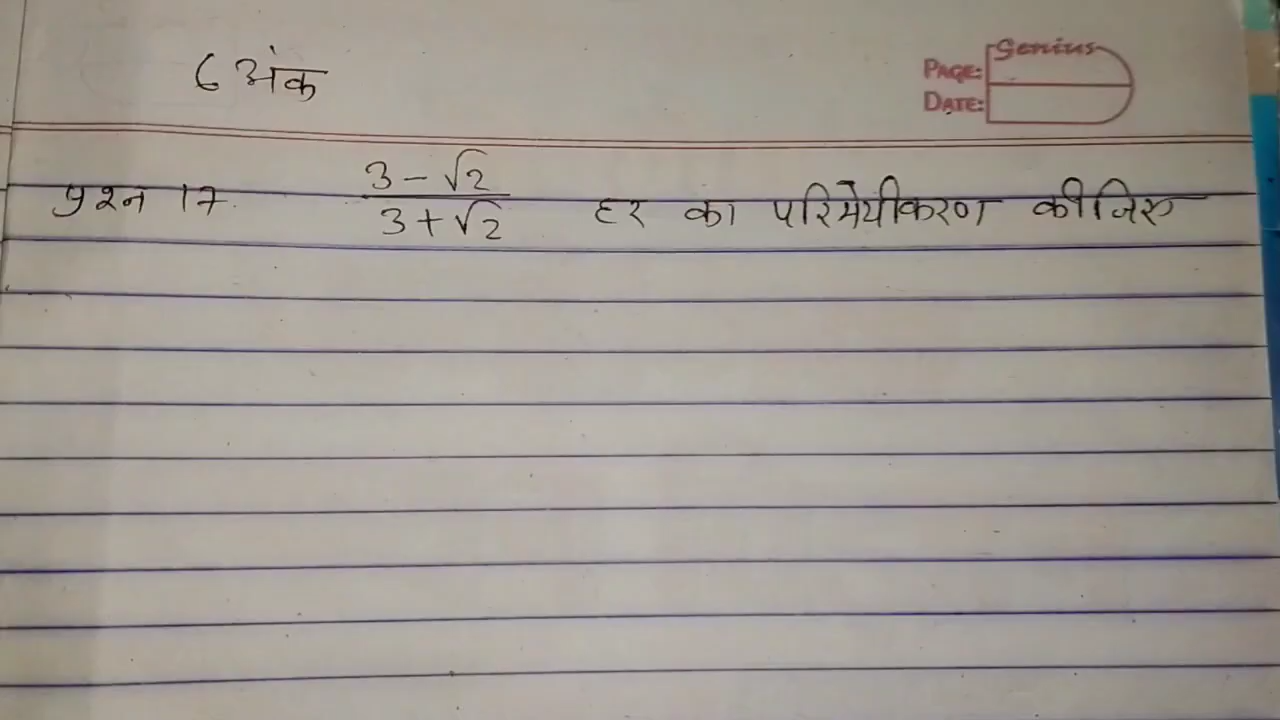 6 अंक
Genius
PAGE:
DATE:
प्रश्न 17. 3-√2/3+√2 हर का परिमेयीकरण कीजिए